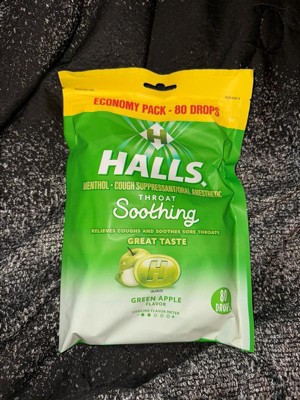 ECONOMY PACK - 80 DROPS
HALLS
MENTHOL • COUGH SUPPRESSANT/ORAL ANESTHETIC
THROAT
Soothing
RELIEVES COUGHS AND SOOTHES SORE THROATS
GREAT TASTE
GREEN APPLE
FLAVOR
80
DROPS